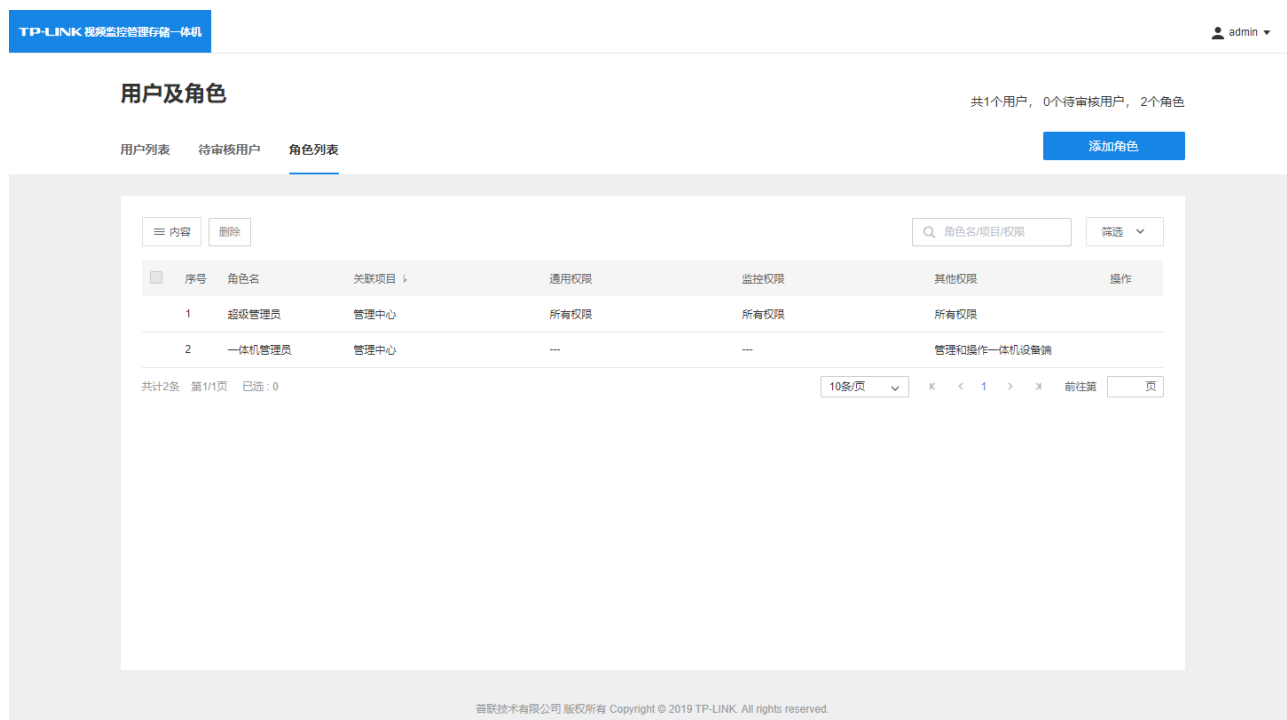 TP-LINK 视频监控管理存储一体机 admin
用户及角色
共1个用户， 0个待审核用户， 2个角色
用户列表 待审核用户 角色列表 添加角色
内容 删除 角色名/项目/权限 筛选
序号 角色名 关联项目 通用权限 监控权限 其他权限 操作
1 超级管理员 管理中心 所有权限 所有权限 所有权限
2 一体机管理员 管理中心 --- --- 管理和操作一体机设备端
共计2条 第1/1页 已选 : 0 10条/页 1 前往第 页
普联技术有限公司 版权所有 Copyright © 2019 TP-LINK. All rights reserved.